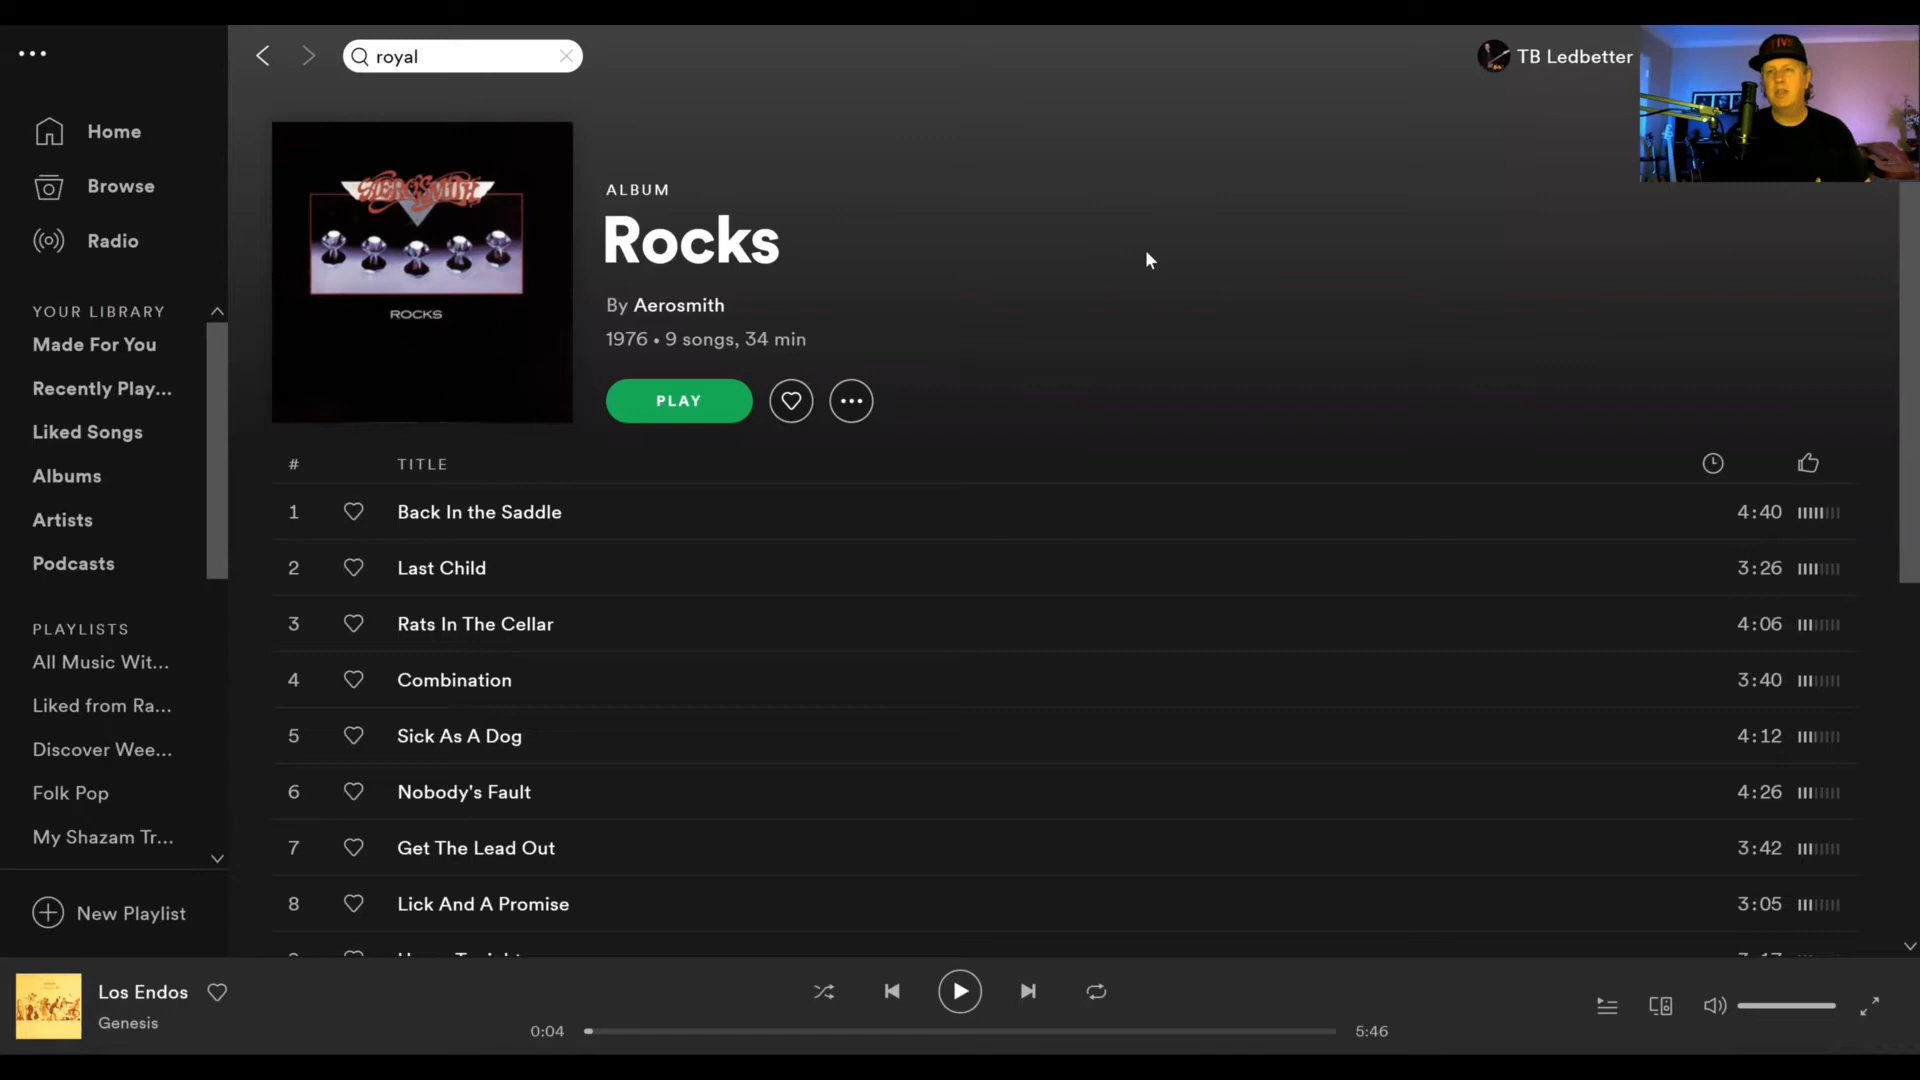 royal
TB Ledbetter
Home
Browse
Radio
YOUR LIBRARY
Made For You
Recently Play...
Liked Songs
Albums
Artists
Podcasts
PLAYLISTS
All Music Wit...
Liked from Ra...
Discover Wee...
Folk Pop
My Shazam Tr...
New Playlist
AEROSMITH
ROCKS
ALBUM
Rocks
By Aerosmith
1976 • 9 songs, 34 min
PLAY
# TITLE
1 Back In the Saddle 4:40
2 Last Child 3:26
3 Rats In The Cellar 4:06
4 Combination 3:40
5 Sick As A Dog 4:12
6 Nobody's Fault 4:26
7 Get The Lead Out 3:42
8 Lick And A Promise 3:05
Los Endos
Genesis
0:04 5:46